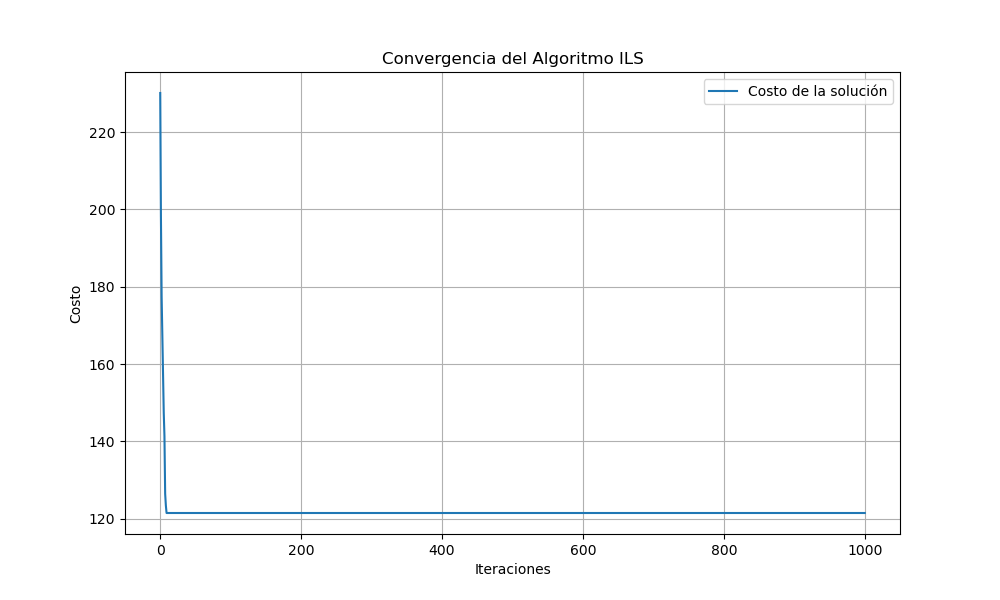 Convergencia del Algoritmo ILS
Costo de la solución
220
200
180
160
140
120
Costo
0 200 400 600 800 1000
Iteraciones